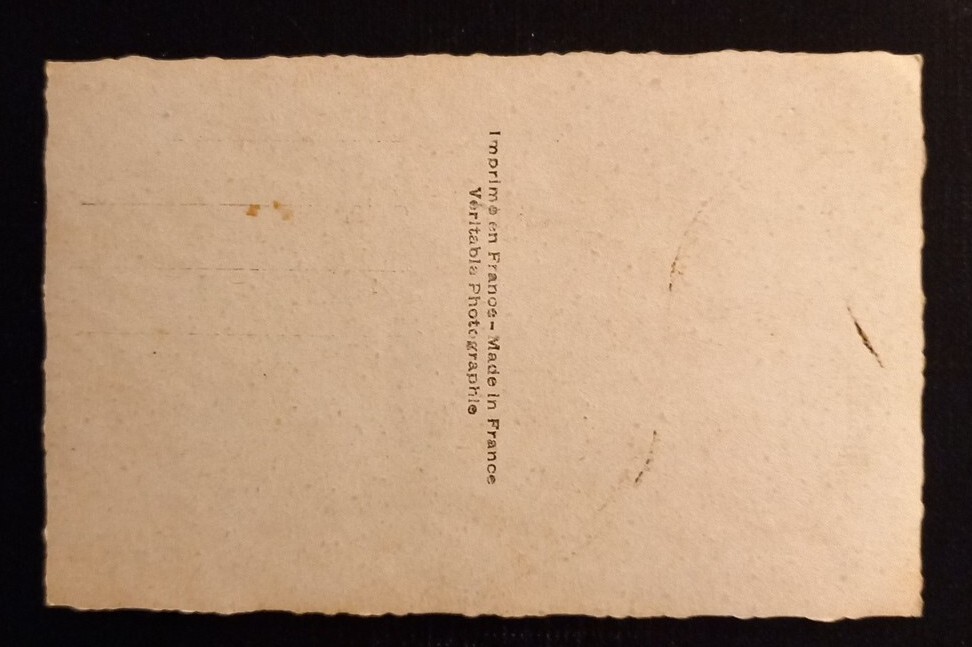 Imprimé en France - Made in France
Véritable Photographie